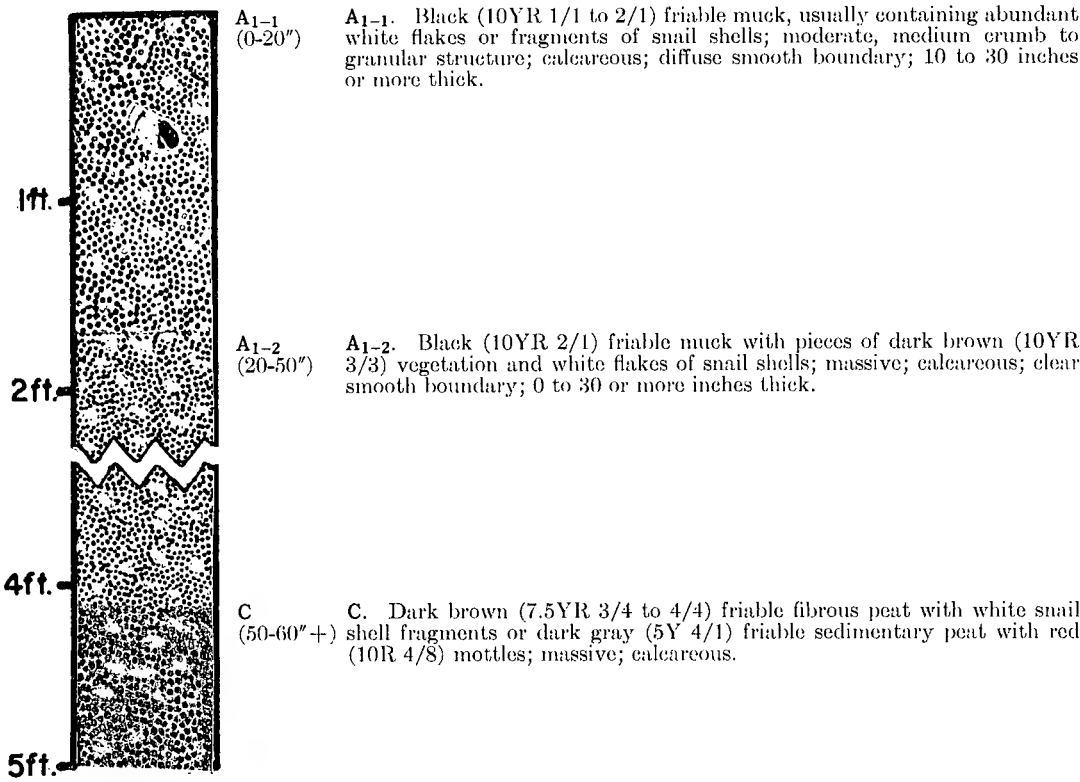 A1-1 A1-1. Black (10YR 1/1 to 2/1) friable muck, usually containing abundant
(0-20") white flakes or fragments of snail shells; moderate, medium crumb to
granular structure; calcareous; diffuse smooth boundary; 10 to 30 inches
or more thick.
1ft.
A1-2 A1-2. Black (10YR 2/1) friable muck with pieces of dark brown (10YR
(20-50") 3/3) vegetation and white flakes of snail shells; massive; calcareous; clear
smooth boundary; 0 to 30 or more inches thick.
2ft.
4ft.
C C. Dark brown (7.5YR 3/4 to 4/4) friable fibrous peat with white snail
(50-60"+) shell fragments or dark gray (5Y 4/1) friable sedimentary peat with red
(10R 4/8) mottles; massive; calcareous.
5ft.